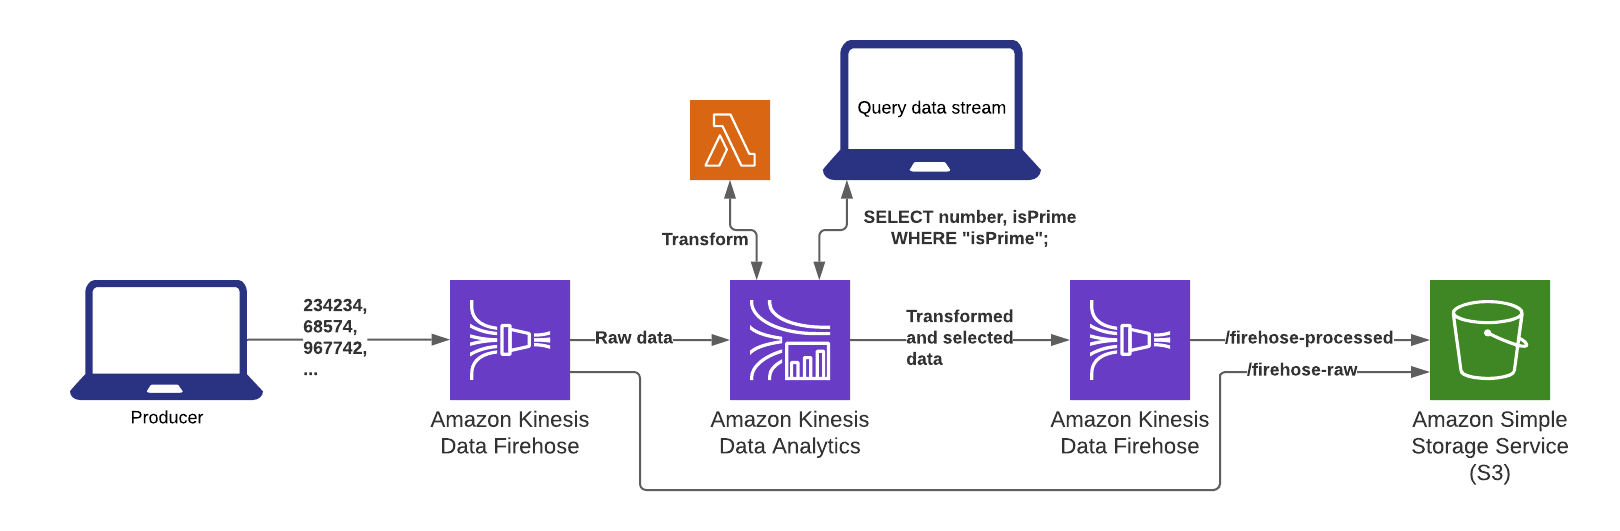 Query data stream
SELECT number, isPrime
WHERE "isPrime";
Transform
234234,
68574,
967742,
...
Producer
Raw data
Transformed
and selected
data
/firehose-processed
/firehose-raw
Amazon Kinesis
Data Firehose
Amazon Kinesis
Data Analytics
Amazon Kinesis
Data Firehose
Amazon Simple
Storage Service
(S3)